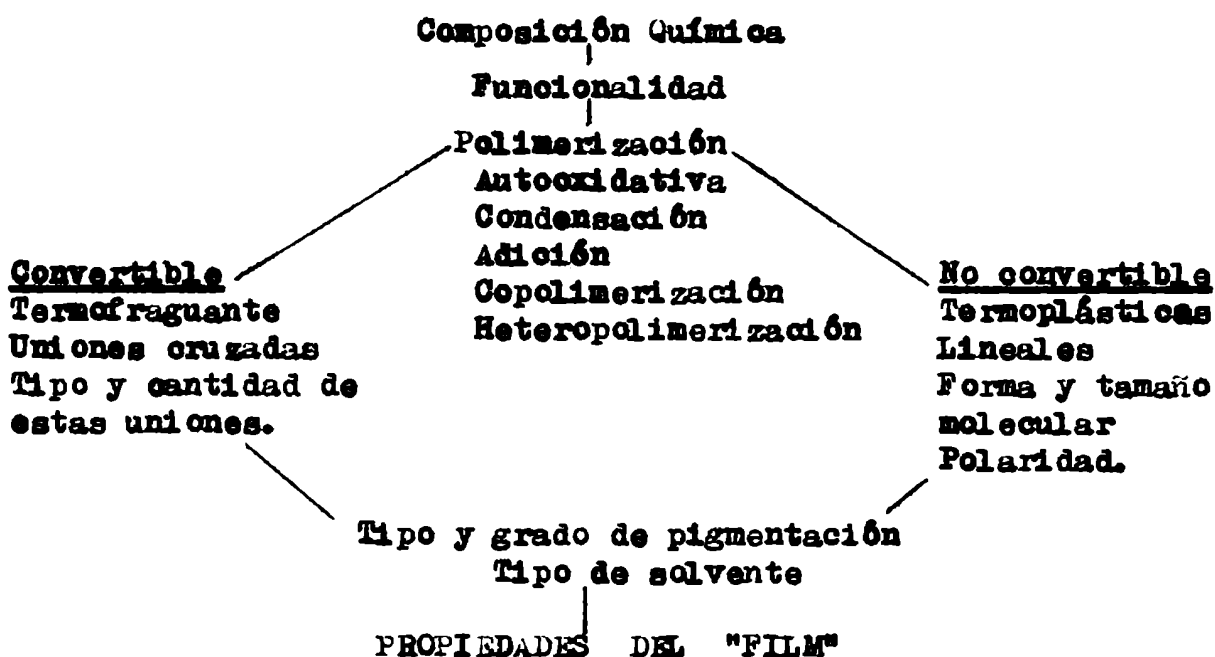 Composición Química
Funcionalidad
Polimerización
Autooxidativa
Condensación
Adición
Copolimerización
Heteropolimerización
Convertible
Termofraguante
Uniones cruzadas
Tipo y cantidad de
estas uniones.
No convertible
Termoplásticas
Lineales
Forma y tamaño
molecular
Polaridad.
Tipo y grado de pigmentación
Tipo de solvente
PROPIEDADES DEL "FILM"